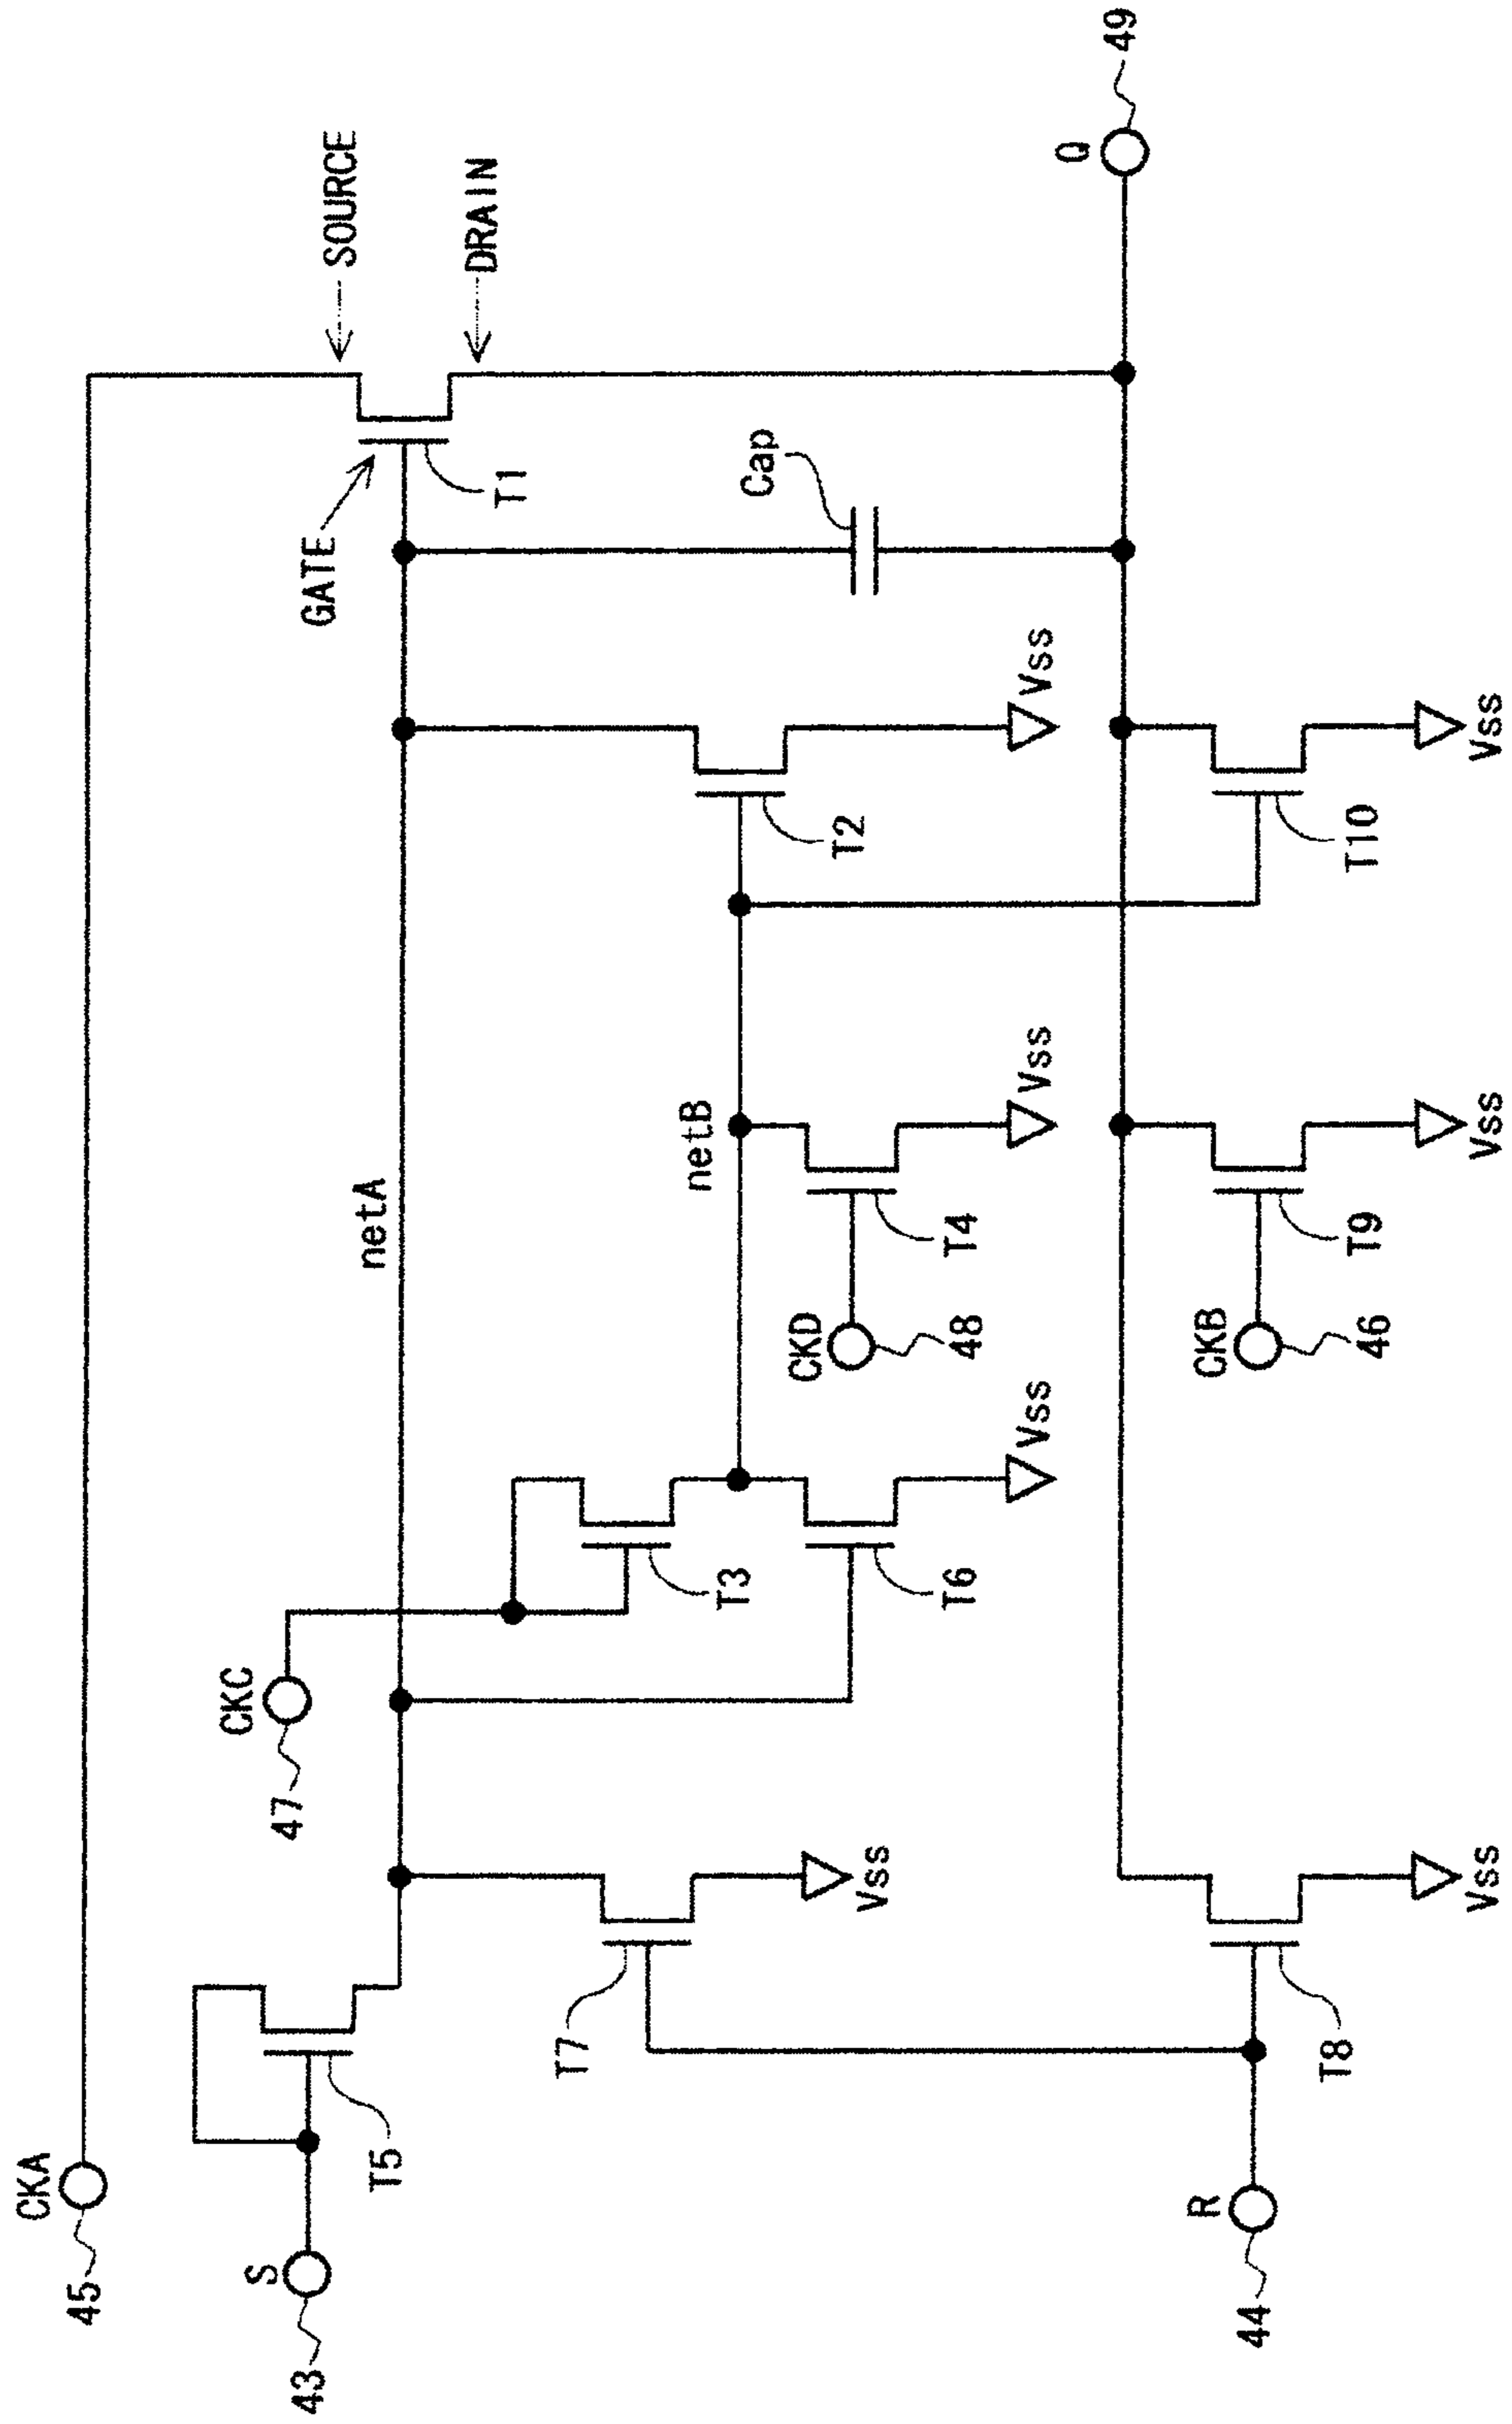 CKA
45
S
43
T5
CKC
47
netA
GATE
SOURCE
DRAIN
T1
T7
Vss
T3
T6
Vss
netB
CKD
48
T4
Vss
T2
Vss
Cap
R
44
T8
Vss
CKB
46
T9
Vss
T10
Vss
Q
49